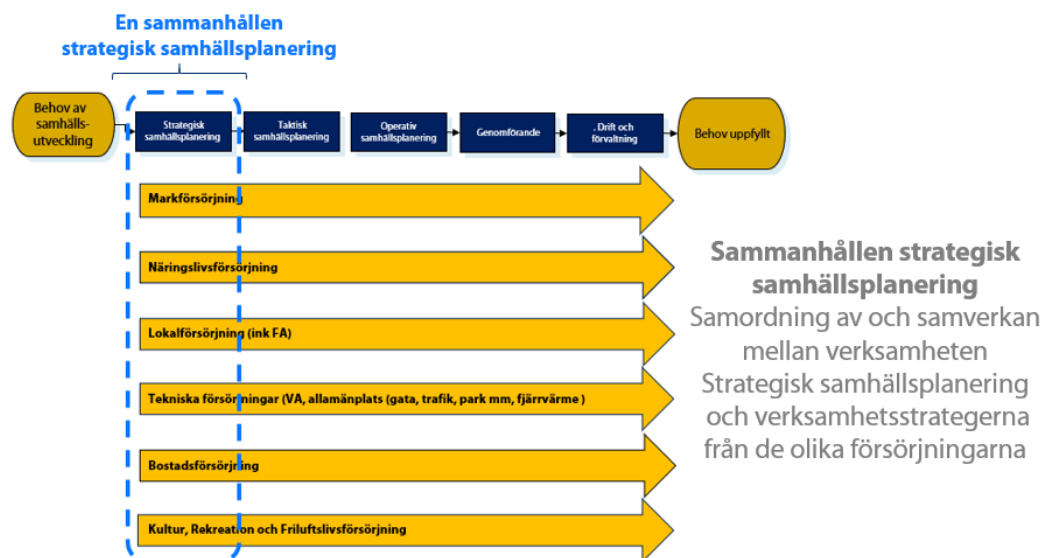 En sammanhållen
strategisk samhällsplanering
Behov av
samhälls-
utveckling
Strategisk
samhällsplanering
Taktisk
samhällsplanering
Operativ
samhällsplanering
Genomförande
. Drift och
förvaltning
Behov uppfyllt
Markförsörjning
Näringslivsförsörjning
Lokalförsörjning (ink FA)
Tekniska försörjningar (VA, allamänplats (gata, trafik, park mm, fjärrvärme )
Bostadsförsörjning
Kultur, Rekreation och Friluftslivsförsörjning
Sammanhållen strategisk
samhällsplanering
Samordning av och samverkan
mellan verksamheten
Strategisk samhällsplanering
och verksamhetsstrategerna
från de olika försörjningarna